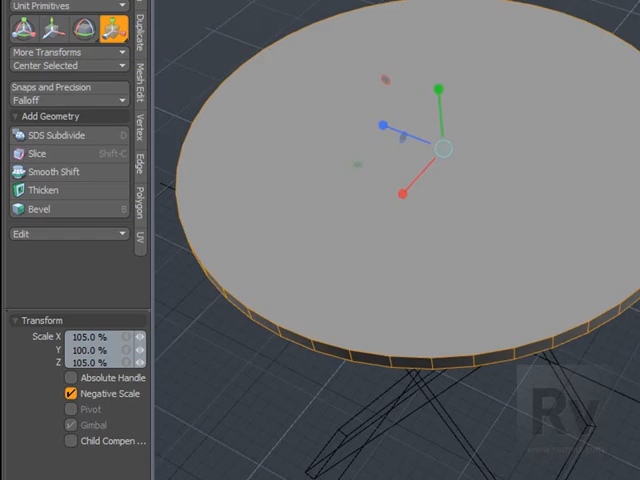 Unit Primitives
More Transforms
Center Selected
Snaps and Precision
Falloff
Add Geometry
SDS Subdivide D
Slice Shift-C
Smooth Shift
Thicken
Bevel B
Edit
Duplicate
Mesh Edit
Vertex
Edge
Polygon
UV
Transform
Scale X 105.0 %
Y 100.0 %
Z 105.0 %
Absolute Handle
Negative Scale
Pivot
Gimbal
Child Compen ...
Rv